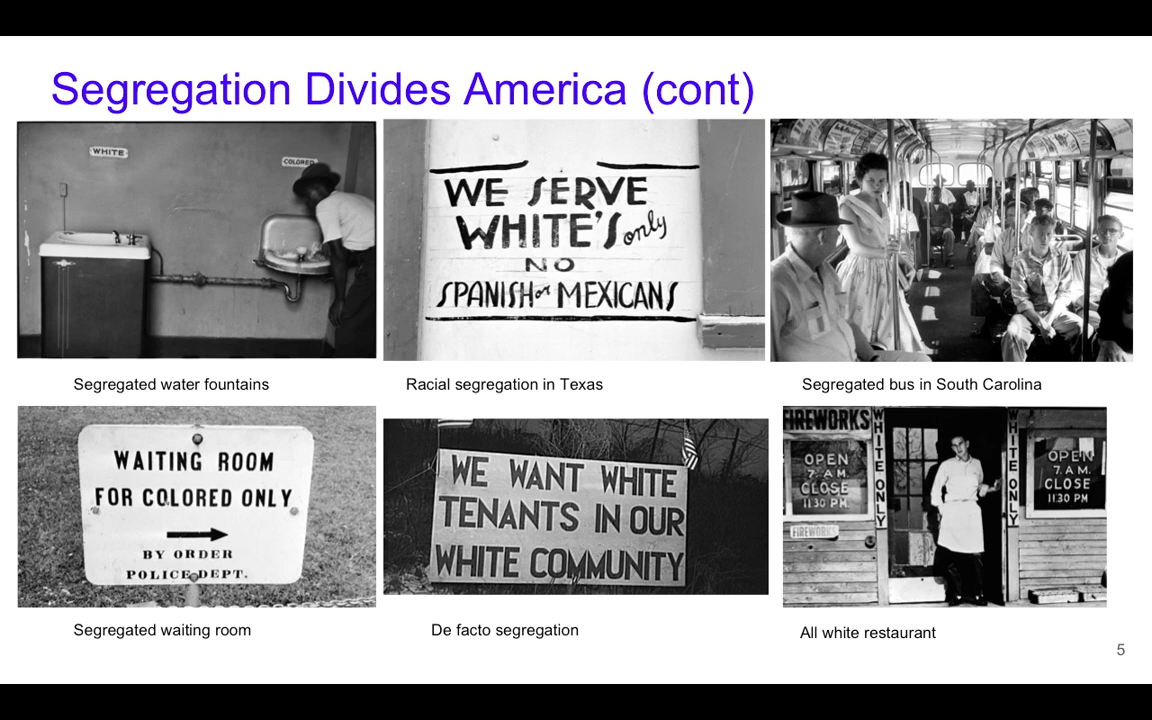 Segregation Divides America (cont)
WHITE
COLORED
WE SERVE
WHITE'S only
NO
SPANISH or MEXICANS
Segregated water fountains
Racial segregation in Texas
Segregated bus in South Carolina
WAITING ROOM
FOR COLORED ONLY
BY ORDER
POLICE DEPT.
WE WANT WHITE
TENANTS IN OUR
WHITE COMMUNITY
FIREWORKS
WHITE ONLY
WHITE ONLY
OPEN
7. A.M.
CLOSE
11:30 PM.
OPEN
7. A.M.
CLOSE
11:30 PM
FIREWORKS
Segregated waiting room
De facto segregation
All white restaurant
5